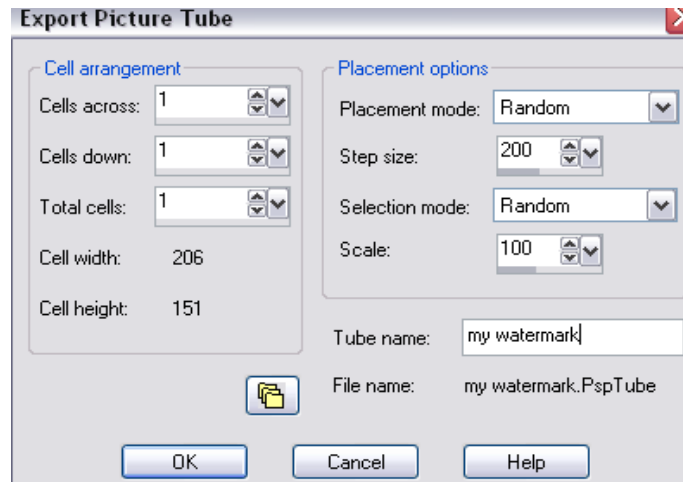 Export Picture Tube
Cell arrangement
Cells across: 1
Cells down: 1
Total cells: 1
Cell width: 206
Cell height: 151
Placement options
Placement mode: Random
Step size: 200
Selection mode: Random
Scale: 100
Tube name: my watermark
File name: my watermark.PspTube
OK Cancel Help